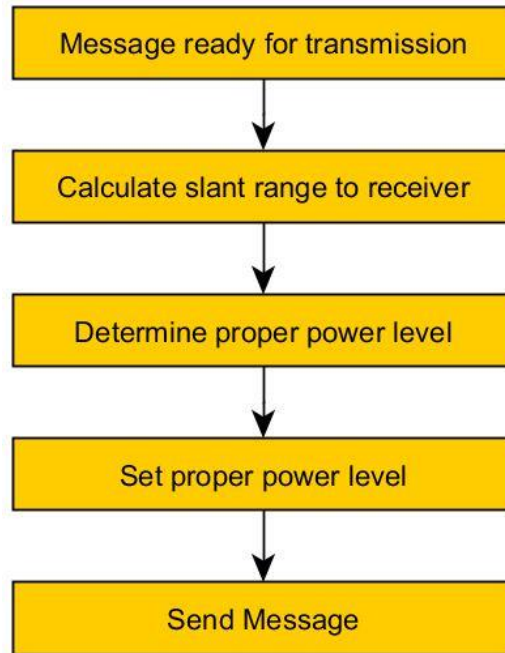 Message ready for transmission
Calculate slant range to receiver
Determine proper power level
Set proper power level
Send Message